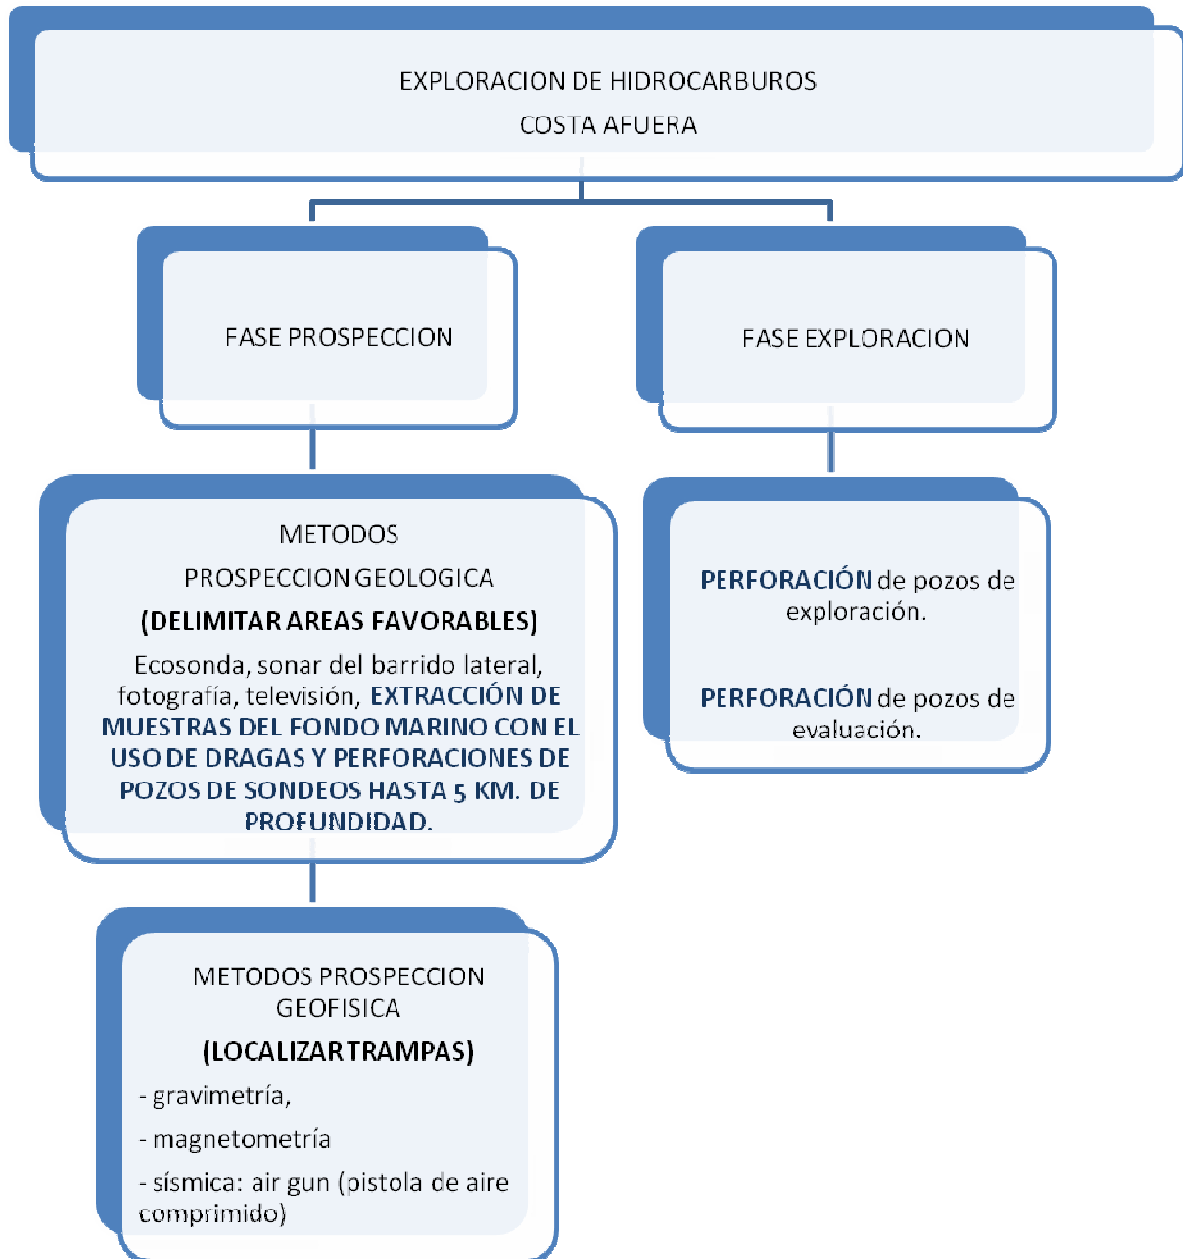 EXPLORACION DE HIDROCARBUROS
COSTA AFUERA
FASE PROSPECCION
FASE EXPLORACION
METODOS
PROSPECCION GEOLOGICA
(DELIMITAR AREAS FAVORABLES)
Ecosonda, sonar del barrido lateral,
fotografía, televisión, EXTRACCIÓN DE
MUESTRAS DEL FONDO MARINO CON EL
USO DE DRAGAS Y PERFORACIONES DE
POZOS DE SONDEOS HASTA 5 KM. DE
PROFUNDIDAD.
PERFORACIÓN de pozos de
exploración.
PERFORACIÓN de pozos de
evaluación.
METODOS PROSPECCION
GEOFISICA
(LOCALIZAR TRAMPAS)
- gravimetría,
- magnetometría
- sísmica: air gun (pistola de aire
comprimido)